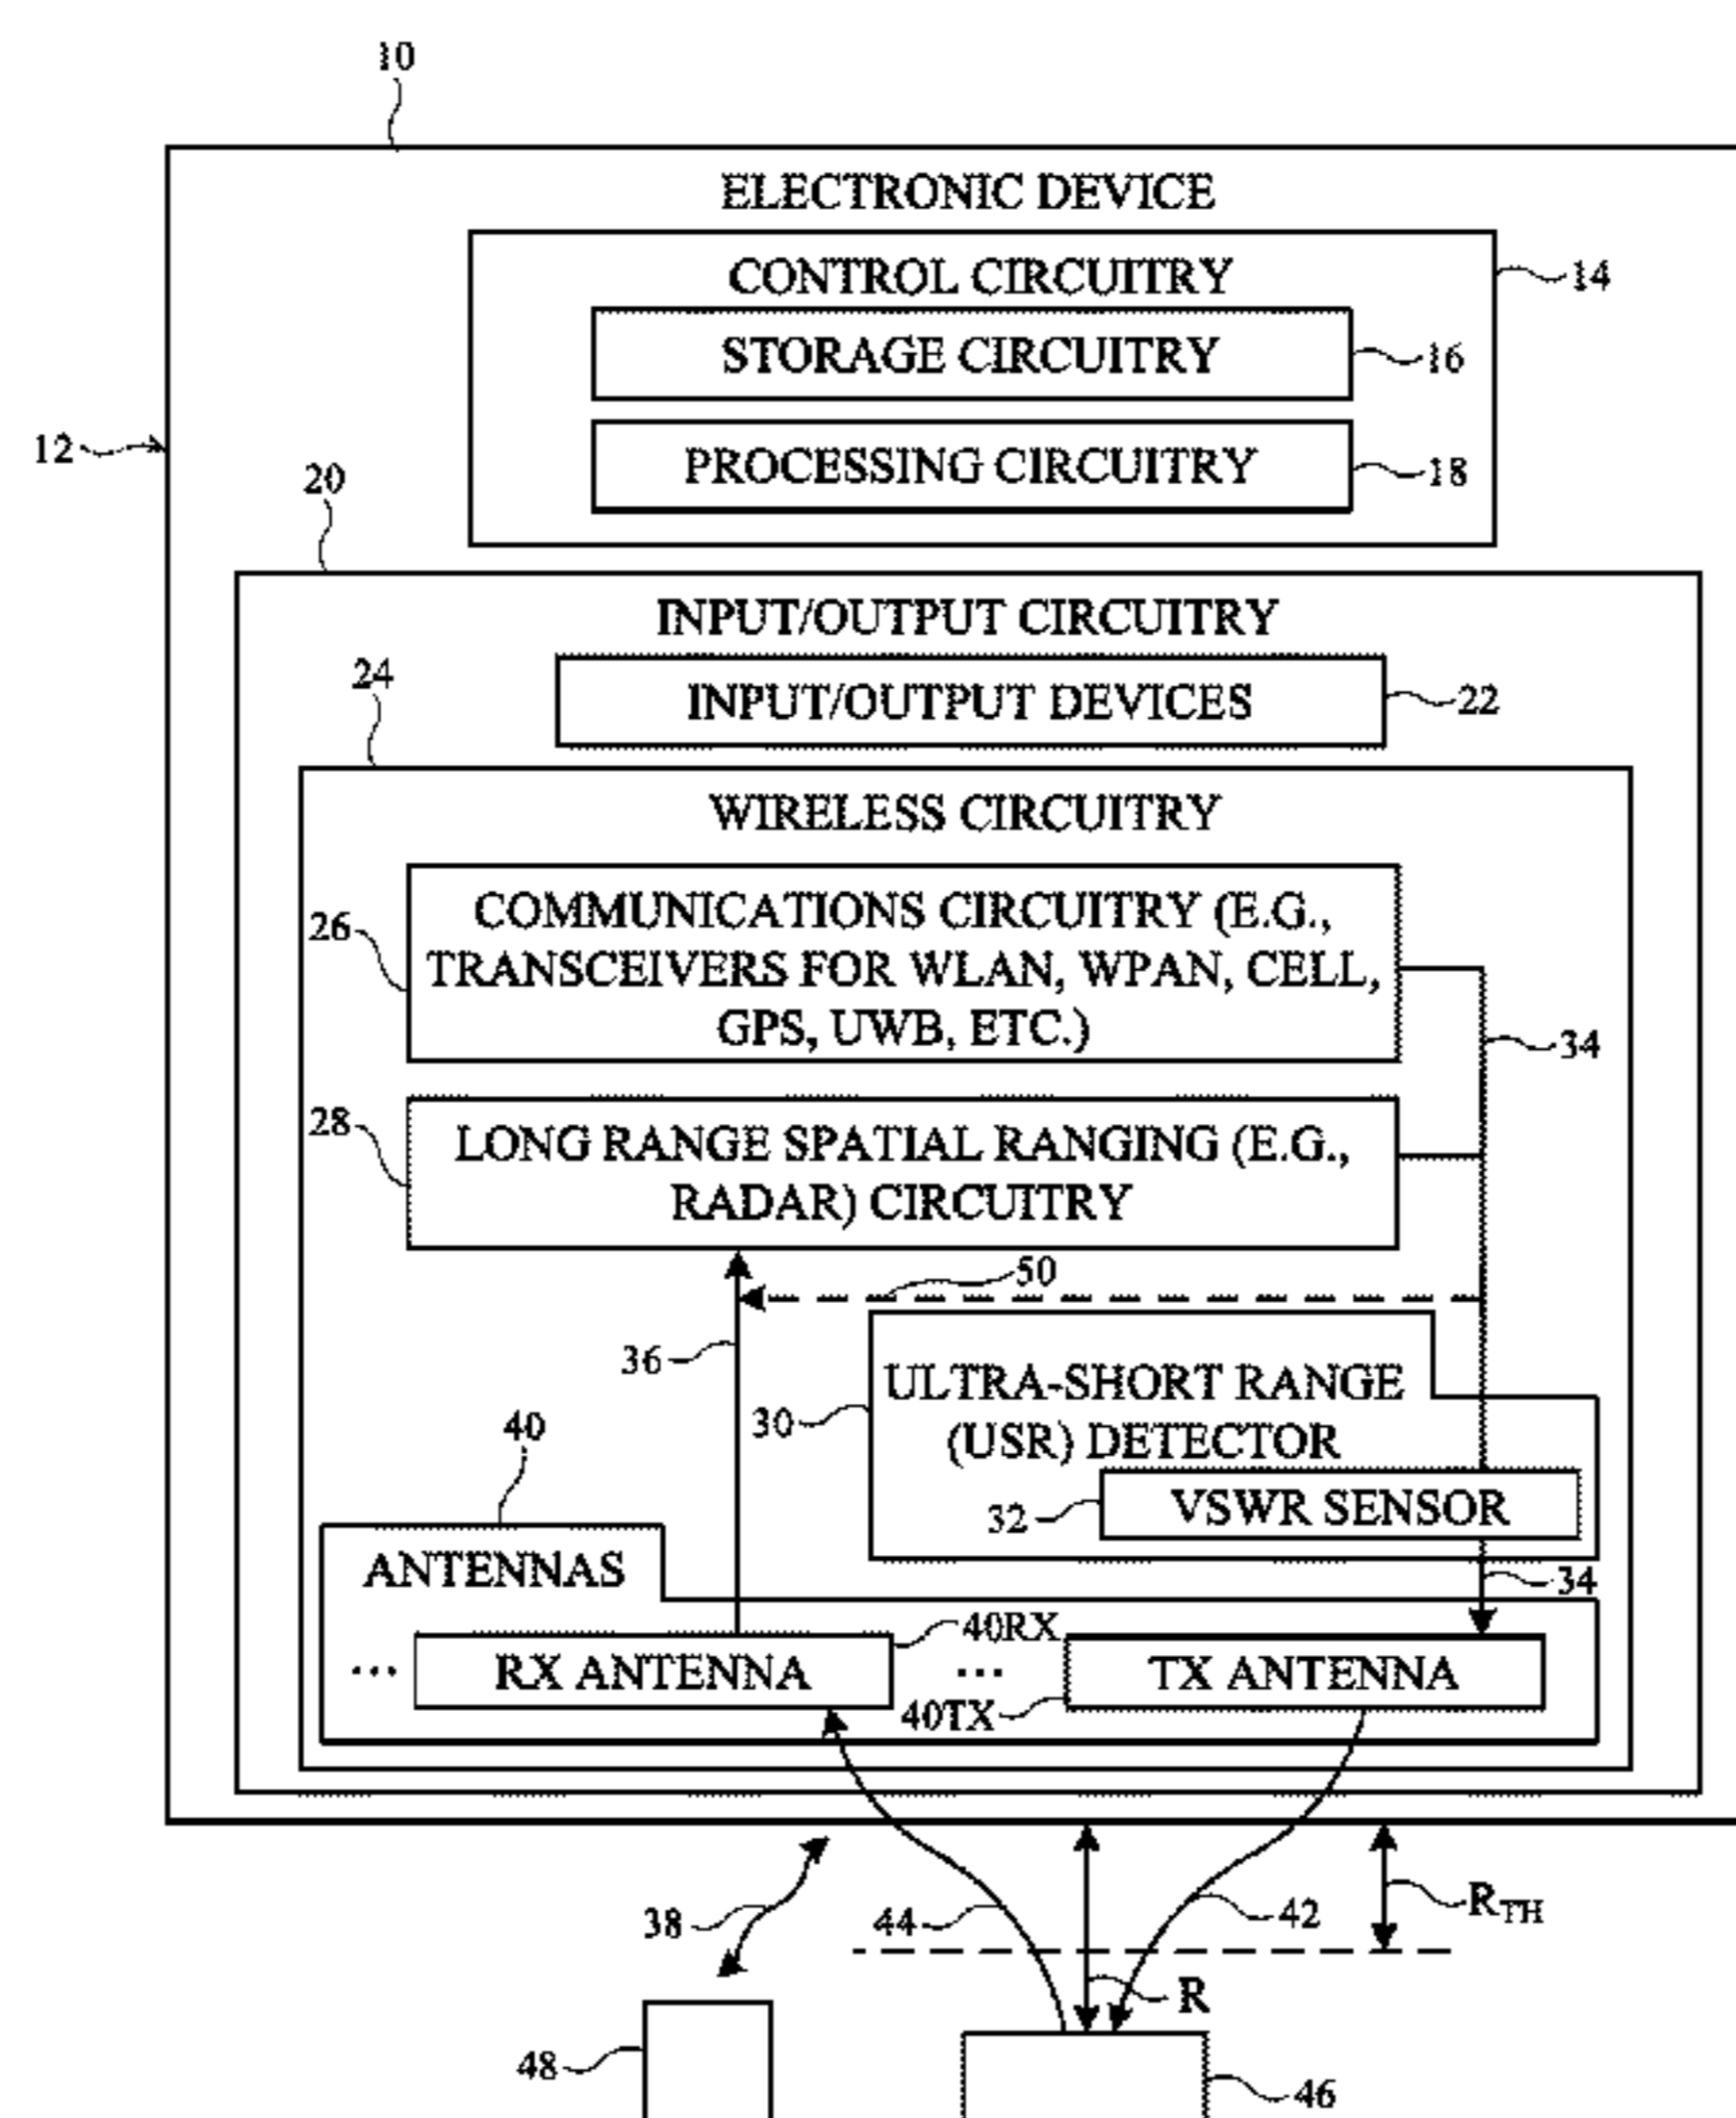 10
ELECTRONIC DEVICE
CONTROL CIRCUITRY
14
STORAGE CIRCUITRY
16
12
PROCESSING CIRCUITRY
18
20
INPUT/OUTPUT CIRCUITRY
24
INPUT/OUTPUT DEVICES
22
WIRELESS CIRCUITRY
26
COMMUNICATIONS CIRCUITRY (E.G.,
TRANSCEIVERS FOR WLAN, WPAN, CELL,
GPS, UWB, ETC.)
34
28
LONG RANGE SPATIAL RANGING (E.G.,
RADAR) CIRCUITRY
50
36
30
ULTRA-SHORT RANGE
(USR) DETECTOR
40
32
VSWR SENSOR
ANTENNAS
34
40RX
... RX ANTENNA ... TX ANTENNA
40TX
38
44
42
RTH
R
48
46